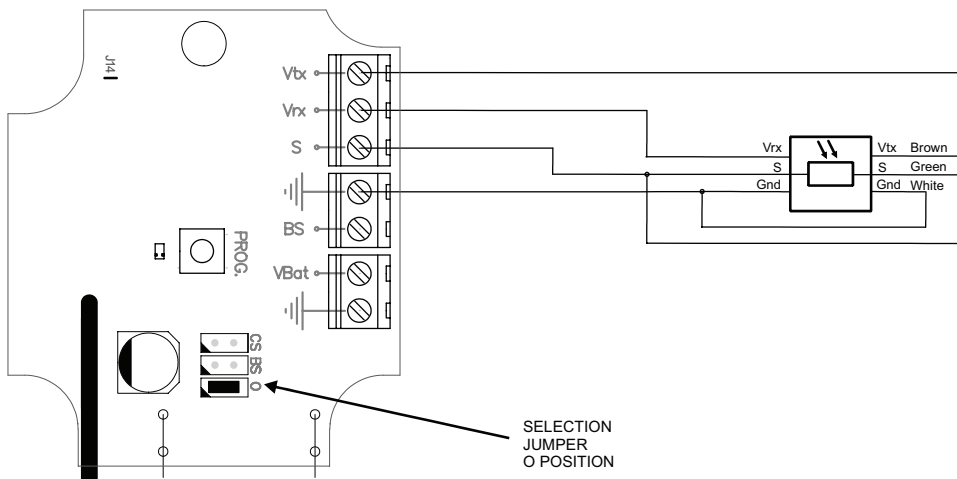 J14
Vtx
Vrx
S
BS
VBat
PROG.
CS
BS
O
Vrx
S
Gnd
Vtx Brown
S Green
Gnd White
SELECTION
JUMPER
O POSITION